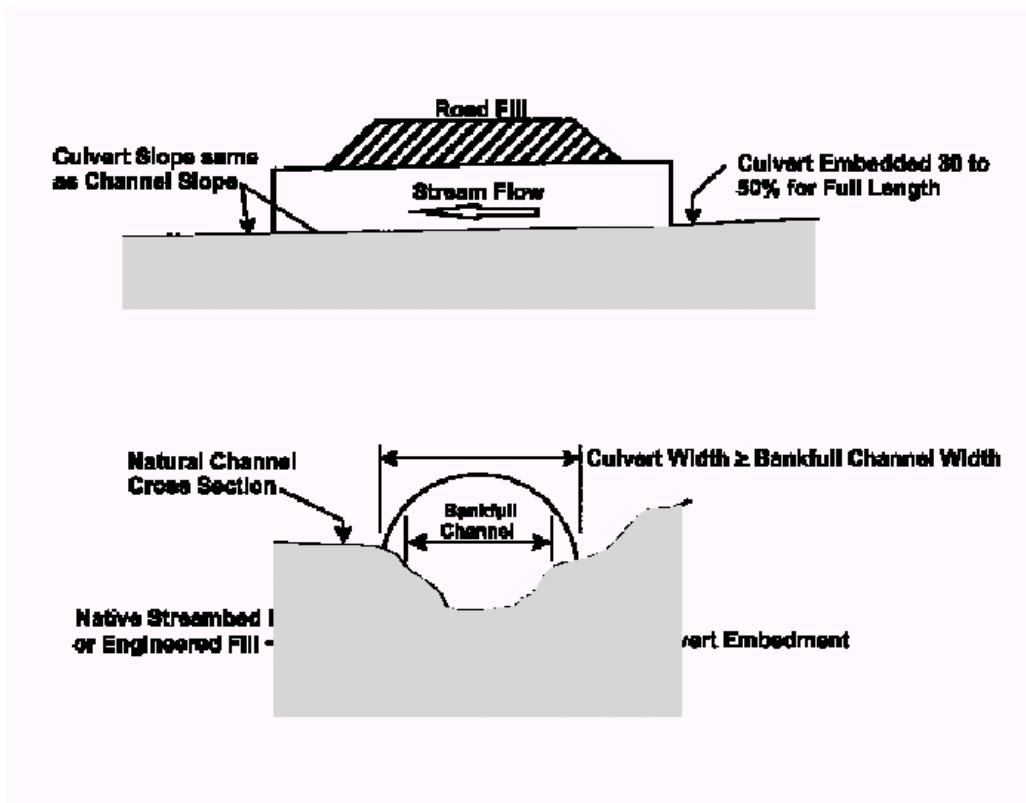 Road Fill
Culvert Slope same
as Channel Slope
Stream Flow
Culvert Embedded 30 to
50% for Full Length
Natural Channel
Cross Section
Culvert Width ≥ Bankfull Channel Width
Bankfull
Channel
Native Streambed
or Engineered Fill
Embedment